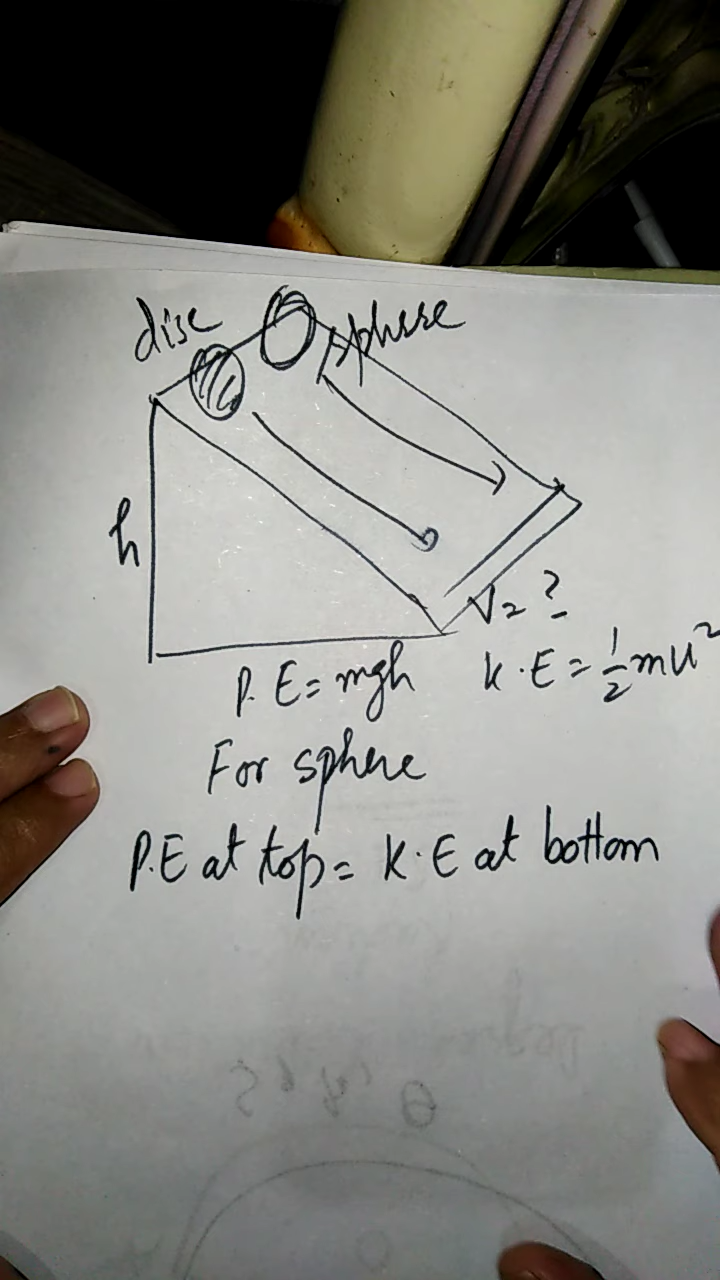 disc sphere
h
V = ?
P.E = mgh K.E = ½mu²
For sphere
P.E at top = K.E at bottom